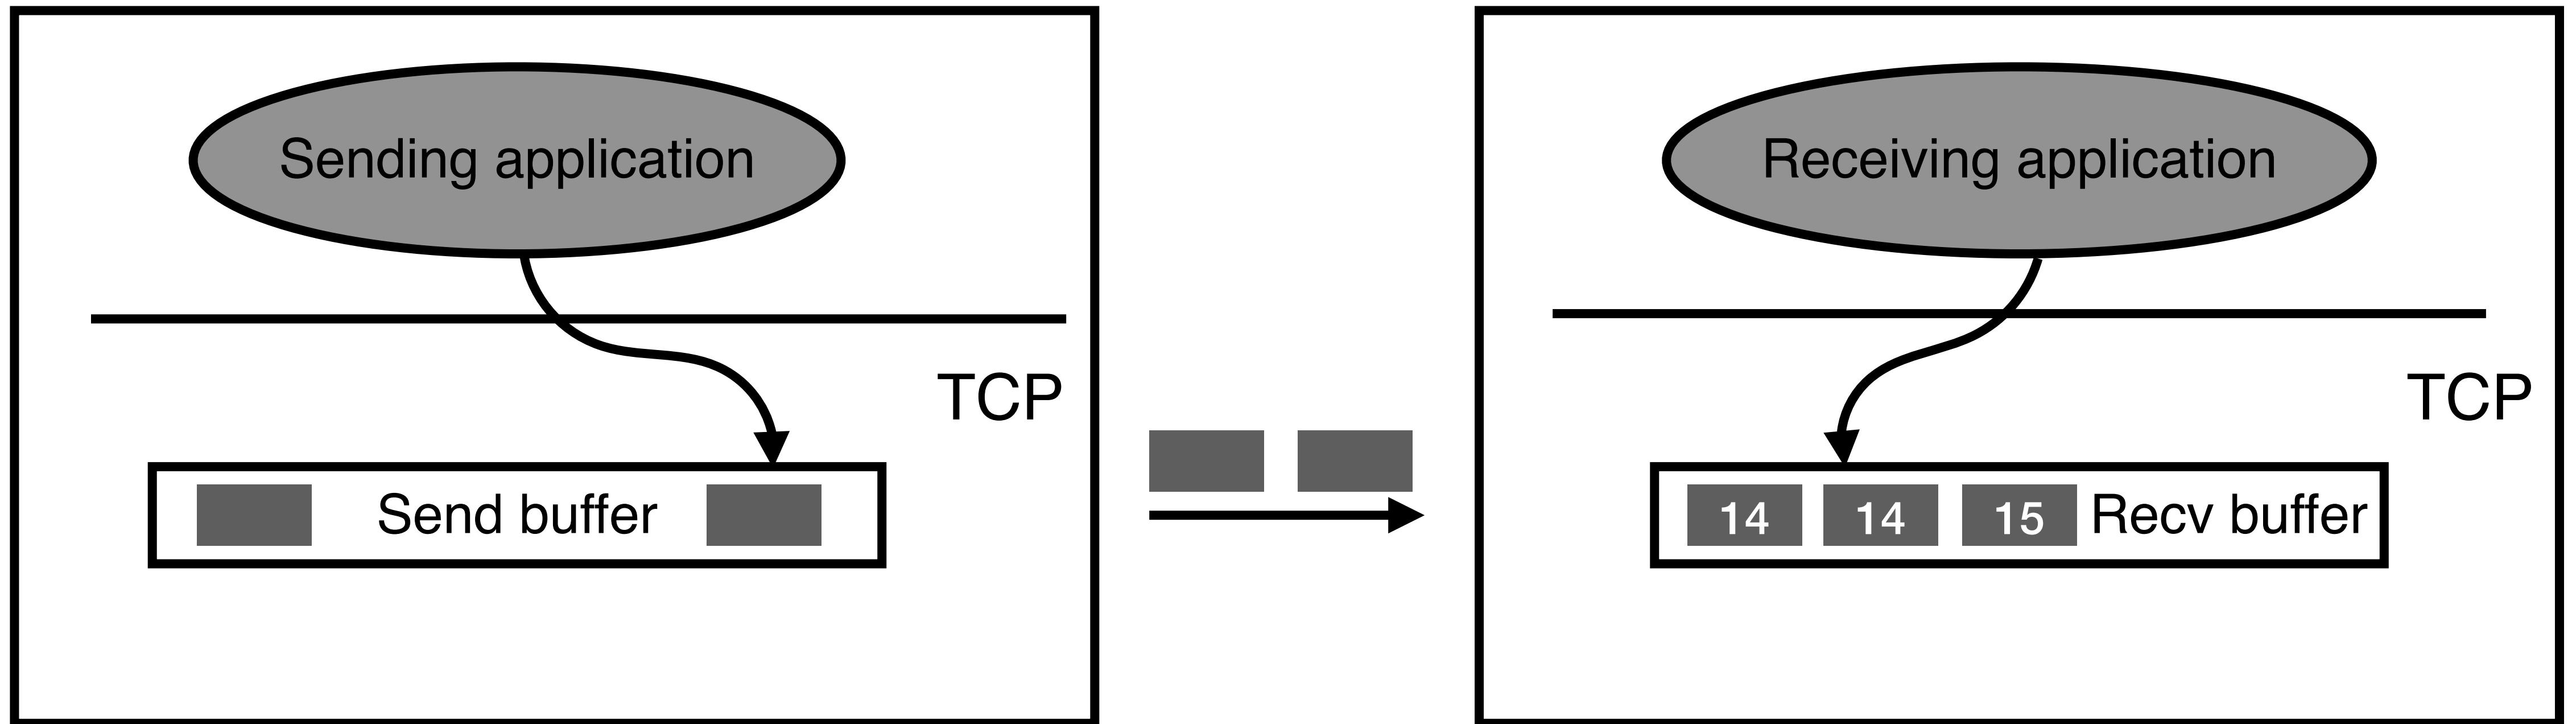 Sending application
Receiving application
TCP
TCP
Send buffer
14 14 15 Recv buffer